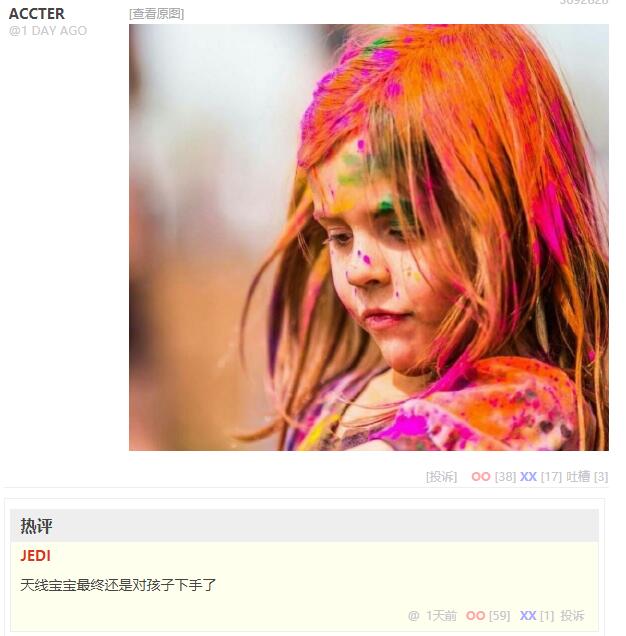 ACCTER
@1 DAY AGO
[查看原图]
[投诉] OO [38] XX [17] 吐槽 [3]
热评
JEDI
天线宝宝最终还是对孩子下手了
@ 1天前 OO [59] XX [1] 投诉